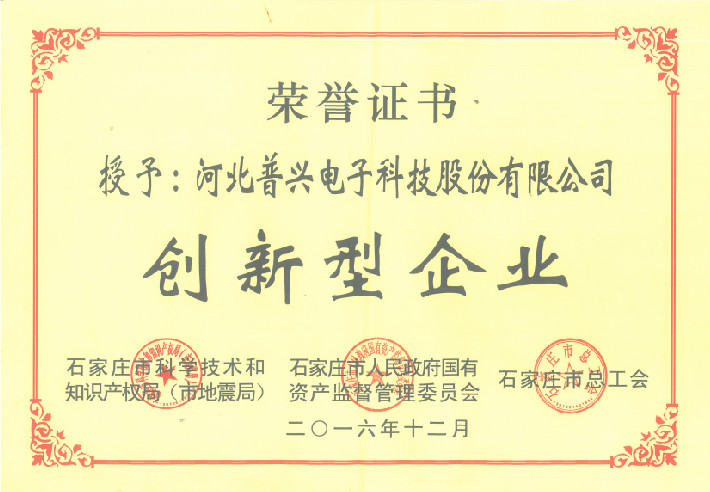 荣誉证书
授予：河北普兴电子科技股份有限公司
创新型企业
石家庄市科学技术和
知识产权局（市地震局）
石家庄市人民政府国有
资产监督管理委员会
石家庄市总工会
二〇一六年十二月